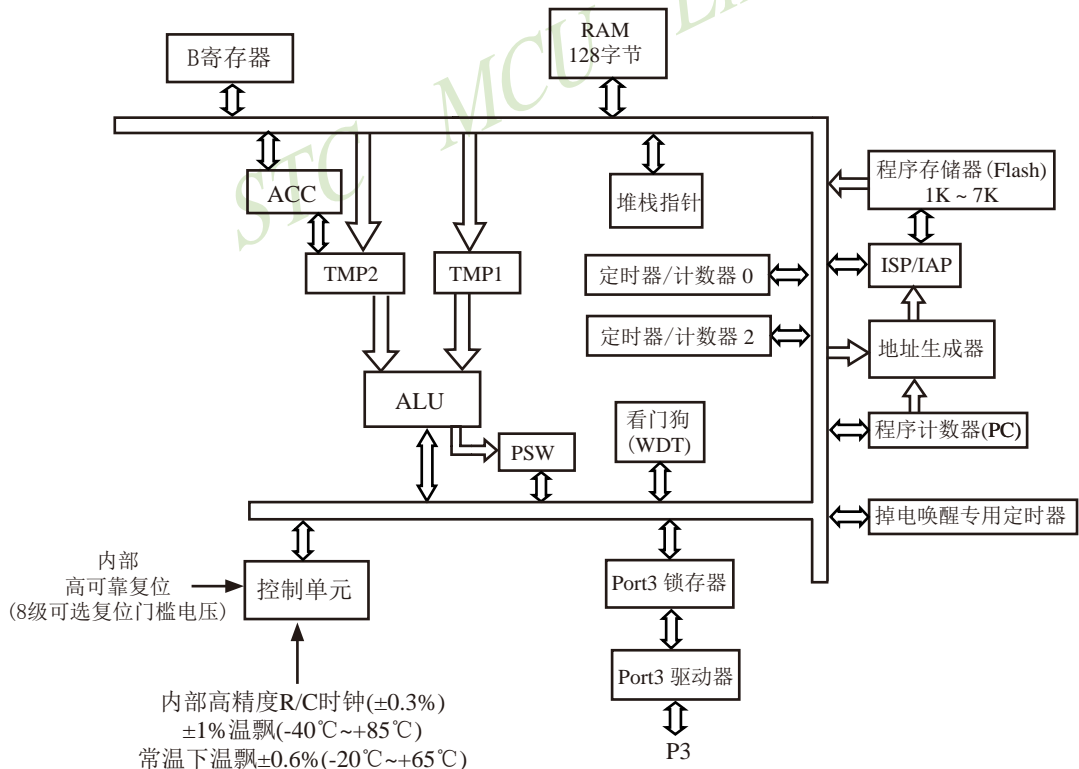 STC MCU
B寄存器
RAM
128字节
ACC
堆栈指针
程序存储器(Flash)
1K ~ 7K
TMP2
TMP1
定时器/计数器 0
ISP/IAP
定时器/计数器 2
地址生成器
ALU
看门狗
(WDT)
PSW
程序计数器(PC)
掉电唤醒专用定时器
内部
高可靠复位
(8级可选复位门槛电压)
控制单元
Port3 锁存器
Port3 驱动器
P3
内部高精度R/C时钟(±0.3%)
±1%温飘(-40℃~+85℃)
常温下温飘±0.6%(-20℃~+65℃)